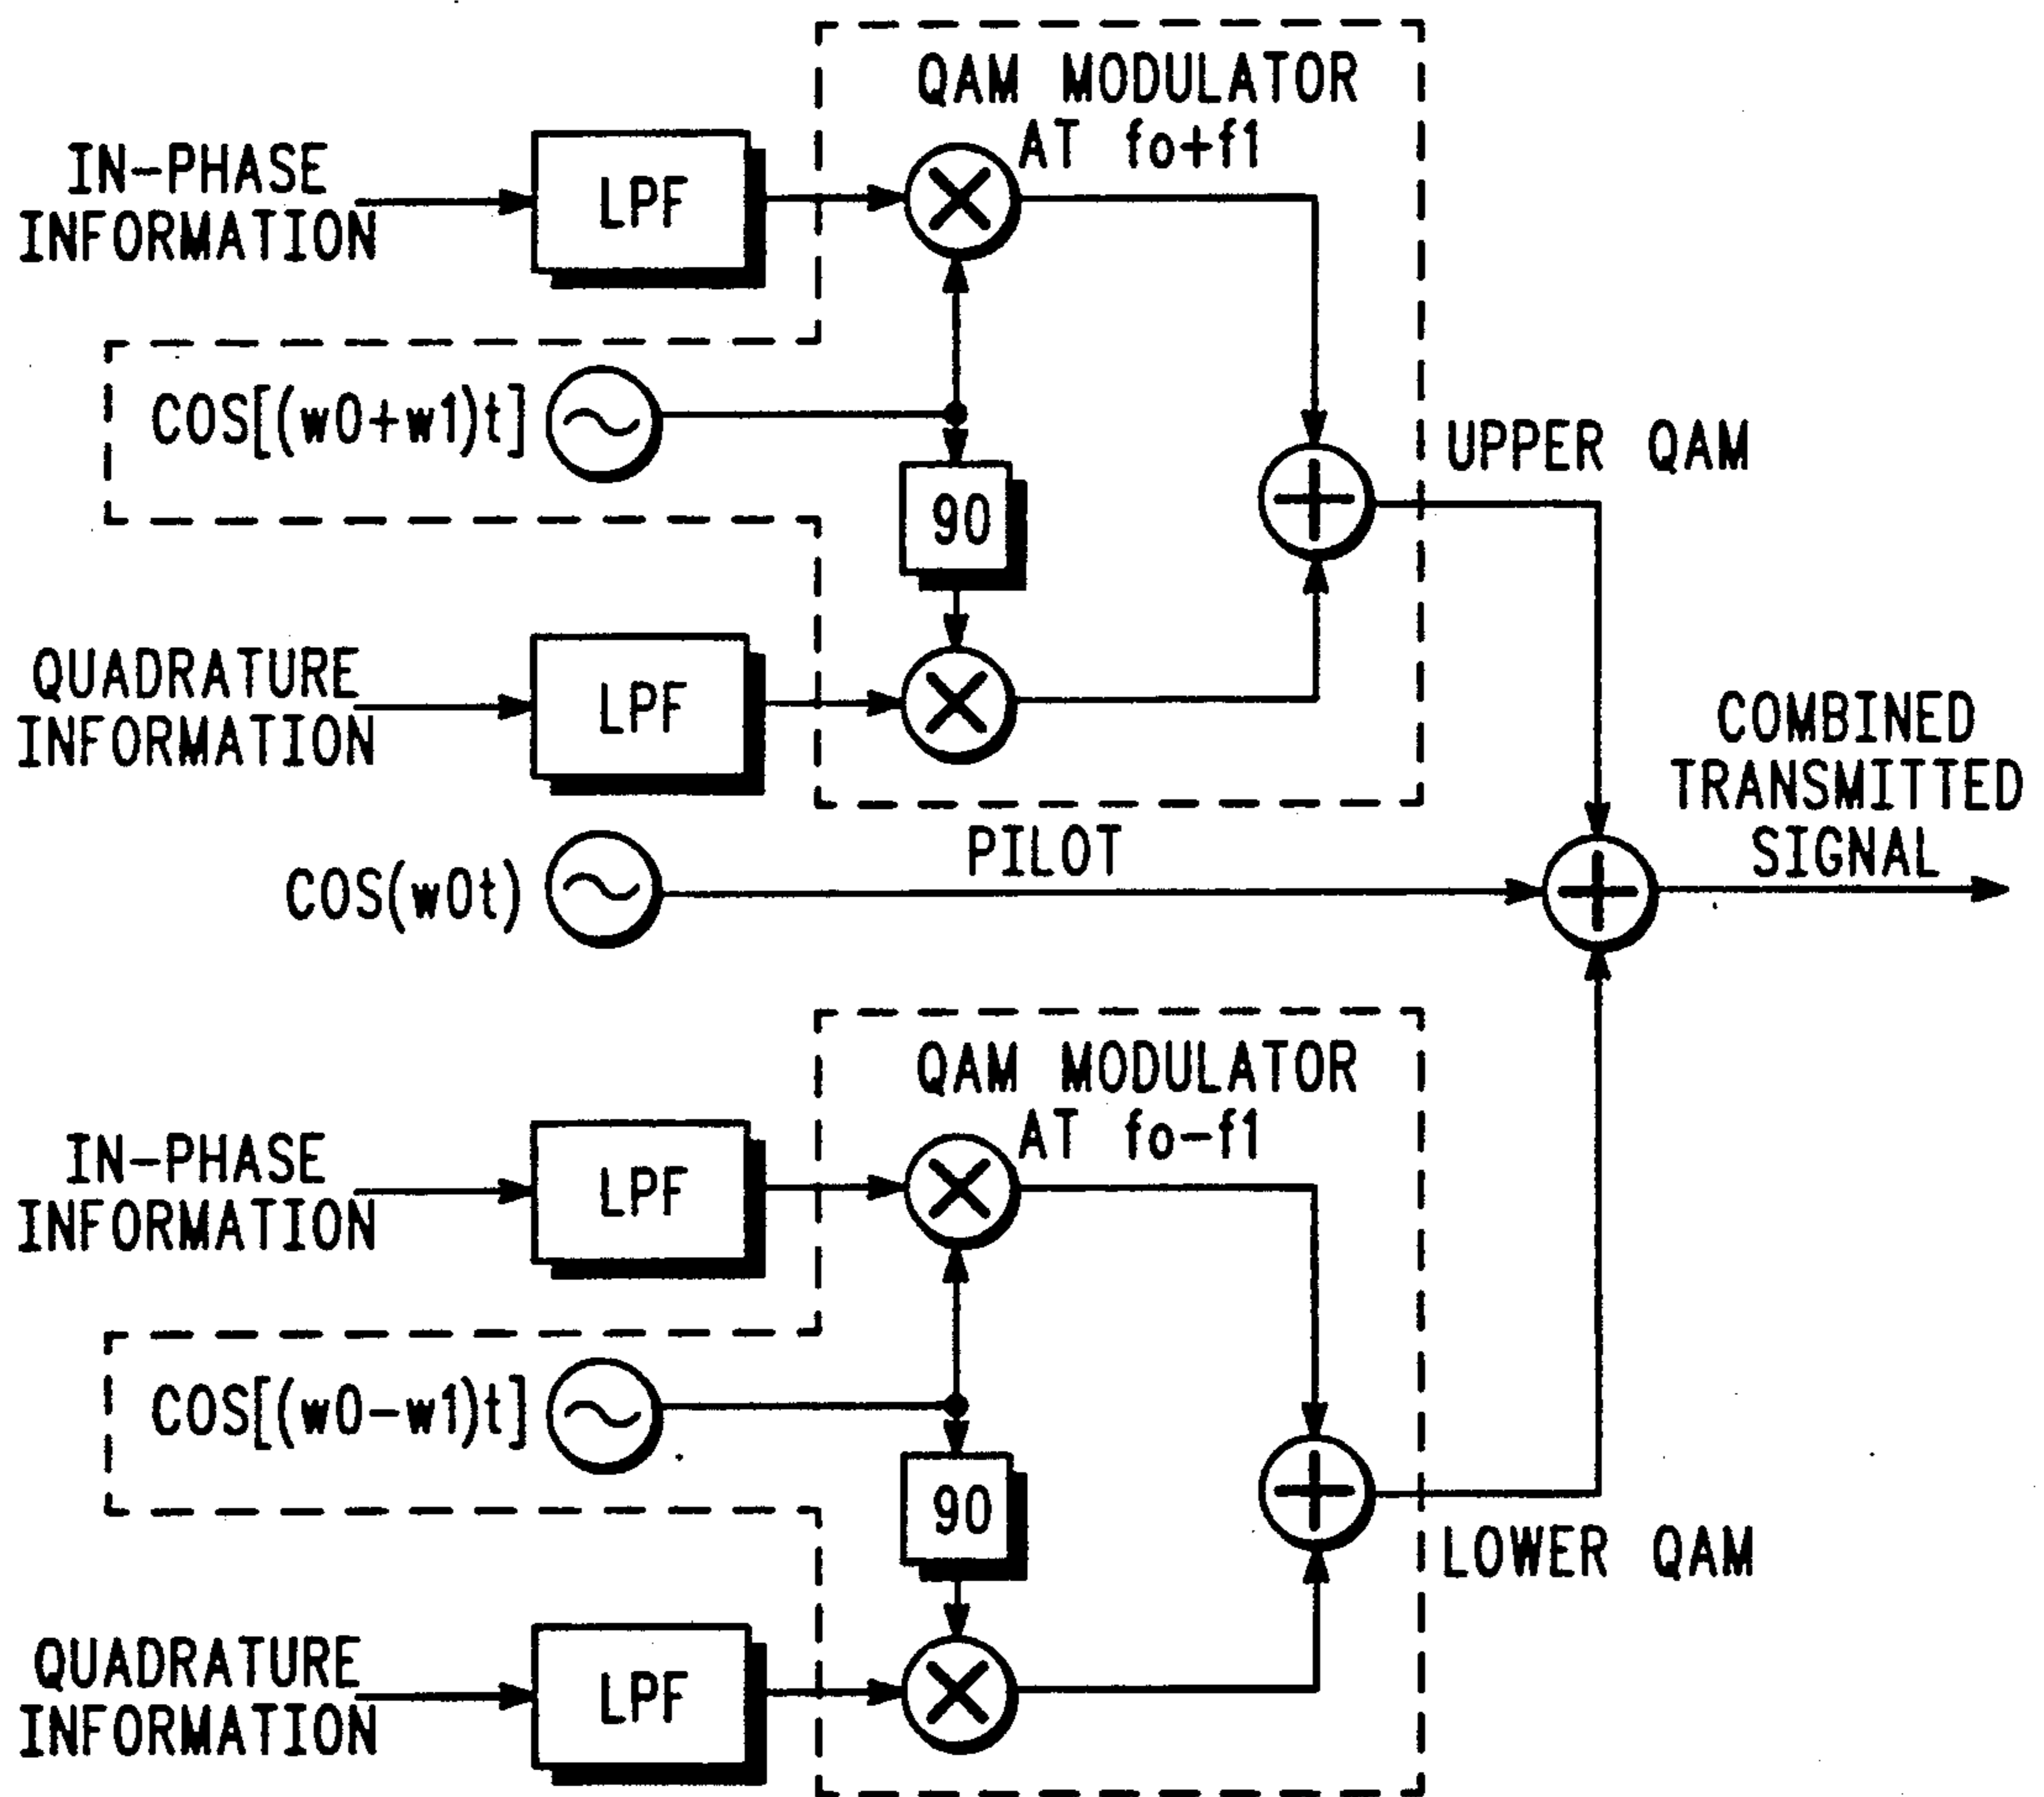 QAM MODULATOR
AT fo+f1
IN-PHASE
INFORMATION
LPF
COS[(w0+w1)t]
90
UPPER QAM
QUADRATURE
INFORMATION
LPF
COMBINED
TRANSMITTED
SIGNAL
PILOT
COS(w0t)
QAM MODULATOR
AT fo-f1
IN-PHASE
INFORMATION
LPF
COS[(w0-w1)t]
90
LOWER QAM
QUADRATURE
INFORMATION
LPF